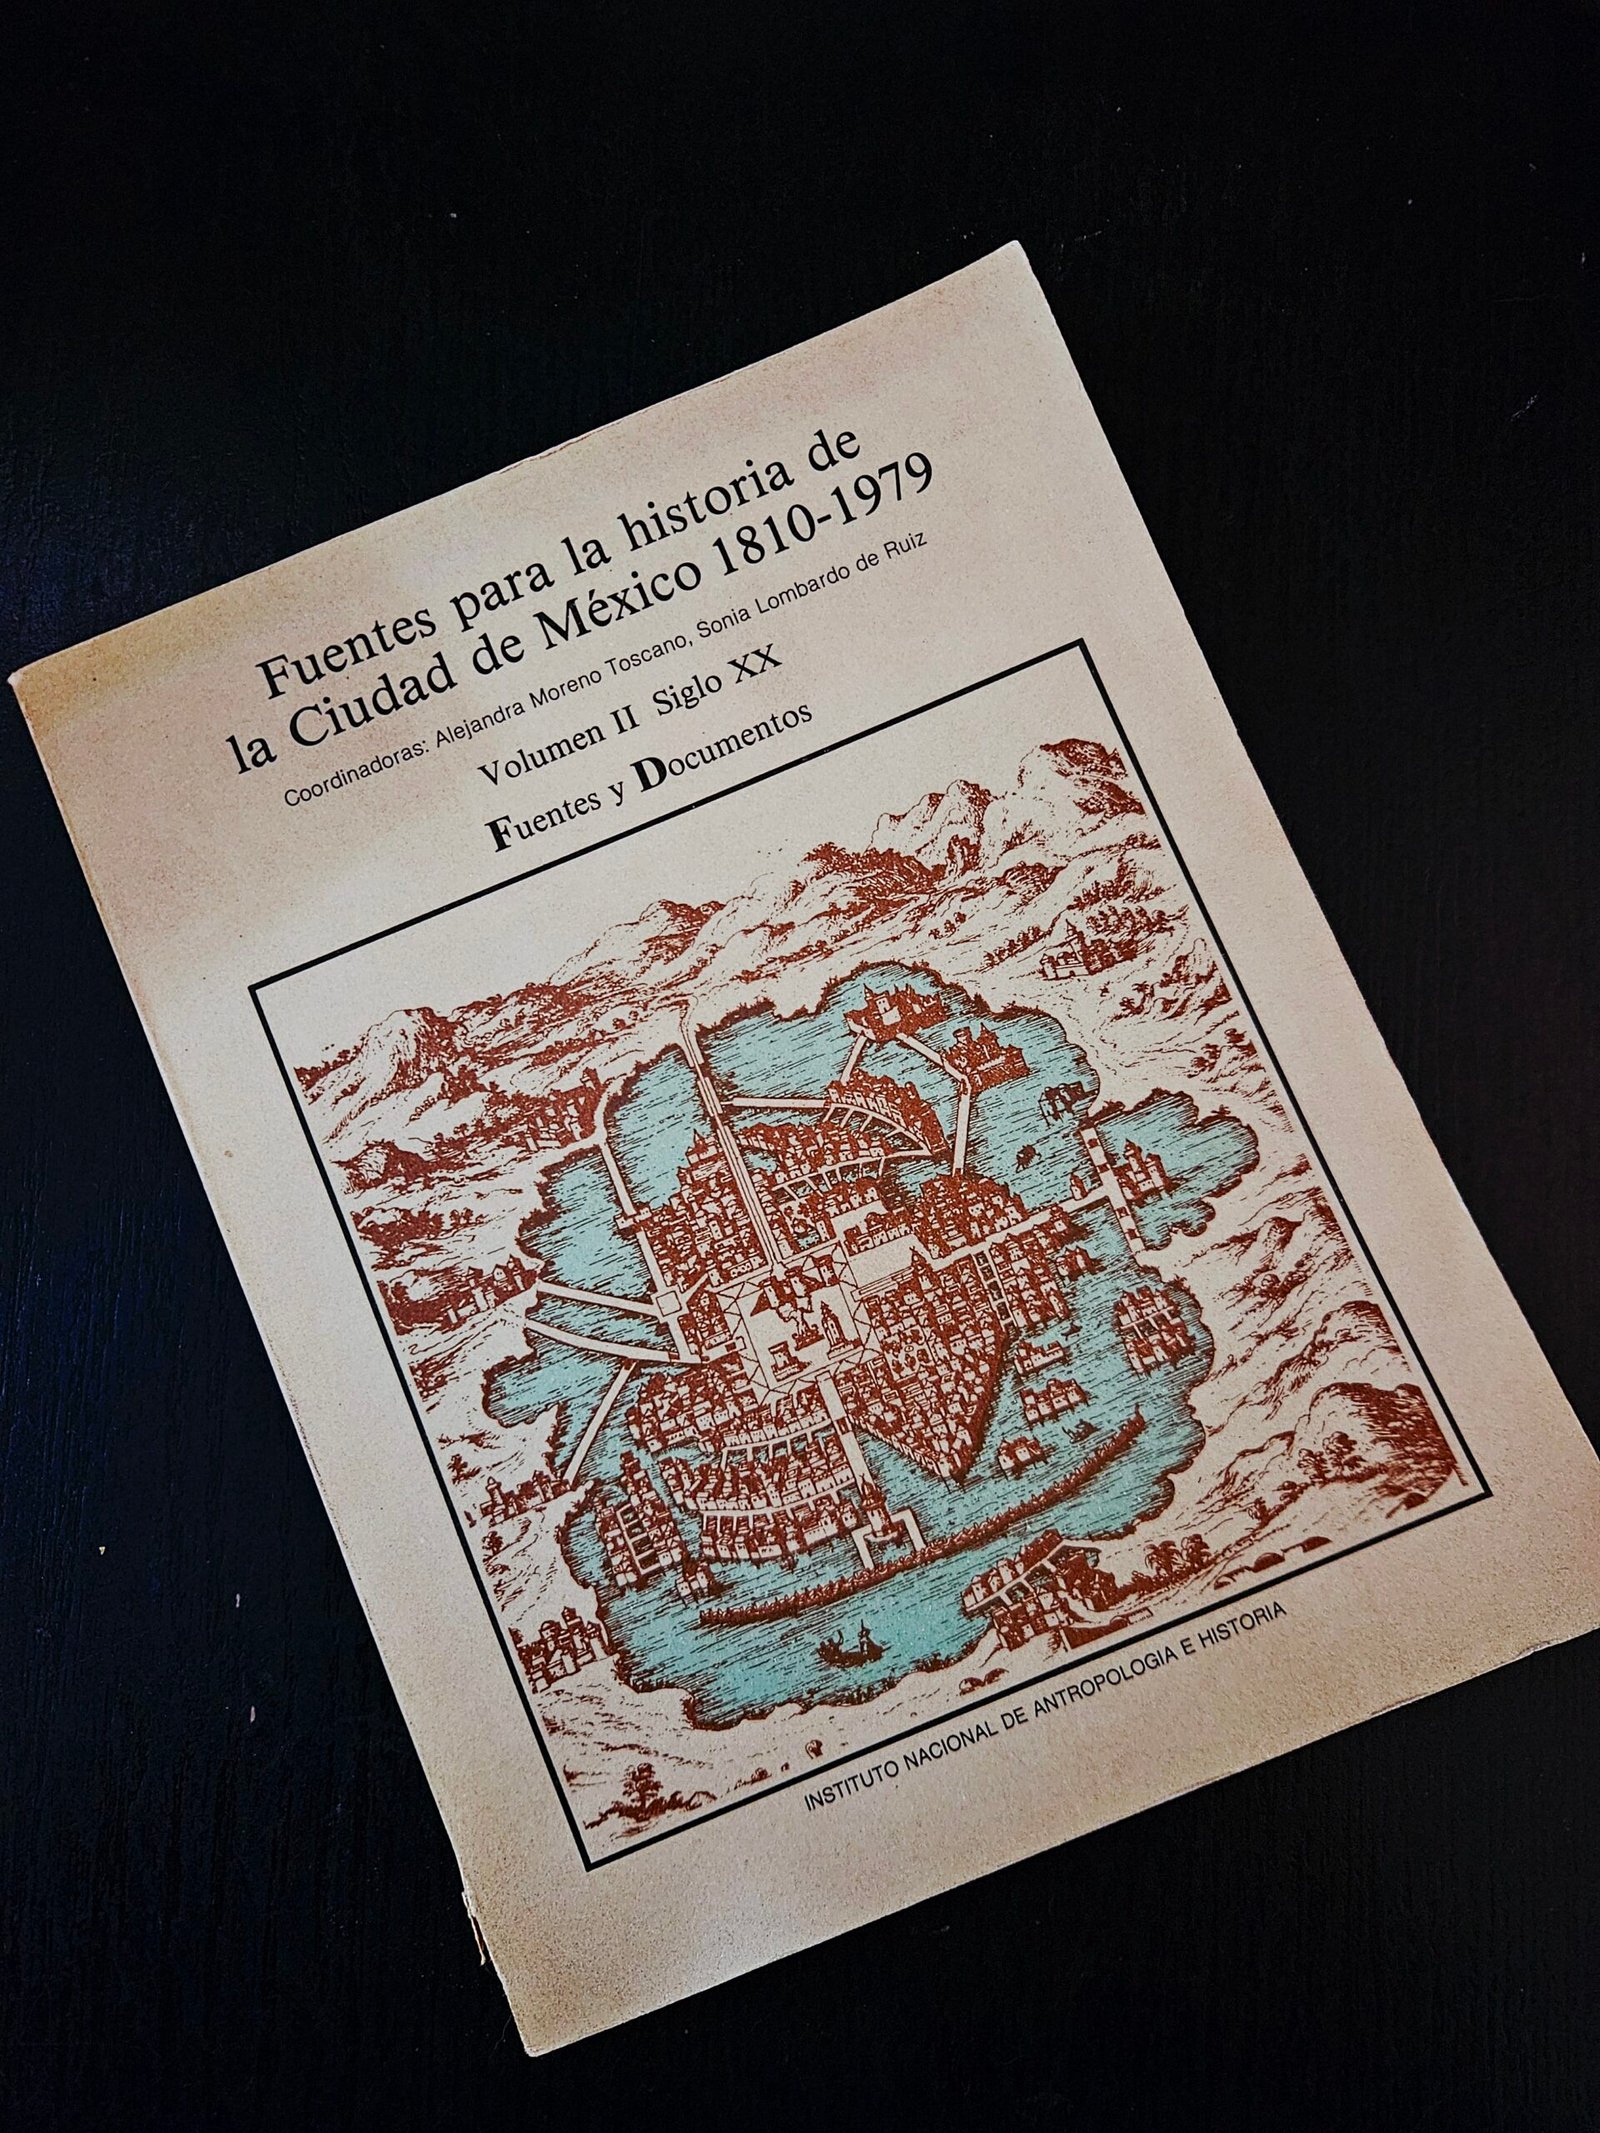 Fuentes para la historia de
la Ciudad de México 1810-1979
Coordinadoras: Alejandra Moreno Toscano, Sonia Lombardo de Ruiz
Volumen II Siglo XX
Fuentes y Documentos
INSTITUTO NACIONAL DE ANTROPOLOGIA E HISTORIA